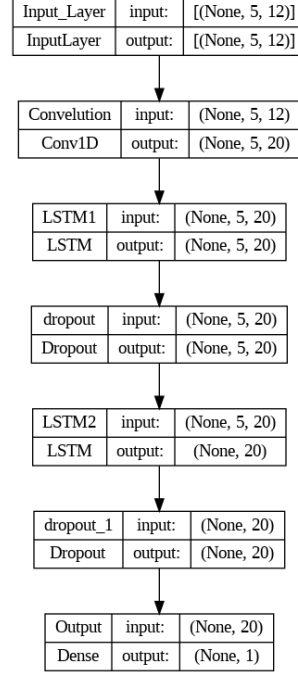 Input_Layer input: [(None, 5, 12)]
InputLayer output: [(None, 5, 12)]
Convelution input: (None, 5, 12)
Conv1D output: (None, 5, 20)
LSTM1 input: (None, 5, 20)
LSTM output: (None, 5, 20)
dropout input: (None, 5, 20)
Dropout output: (None, 5, 20)
LSTM2 input: (None, 5, 20)
LSTM output: (None, 20)
dropout_1 input: (None, 20)
Dropout output: (None, 20)
Output input: (None, 20)
Dense output: (None, 1)